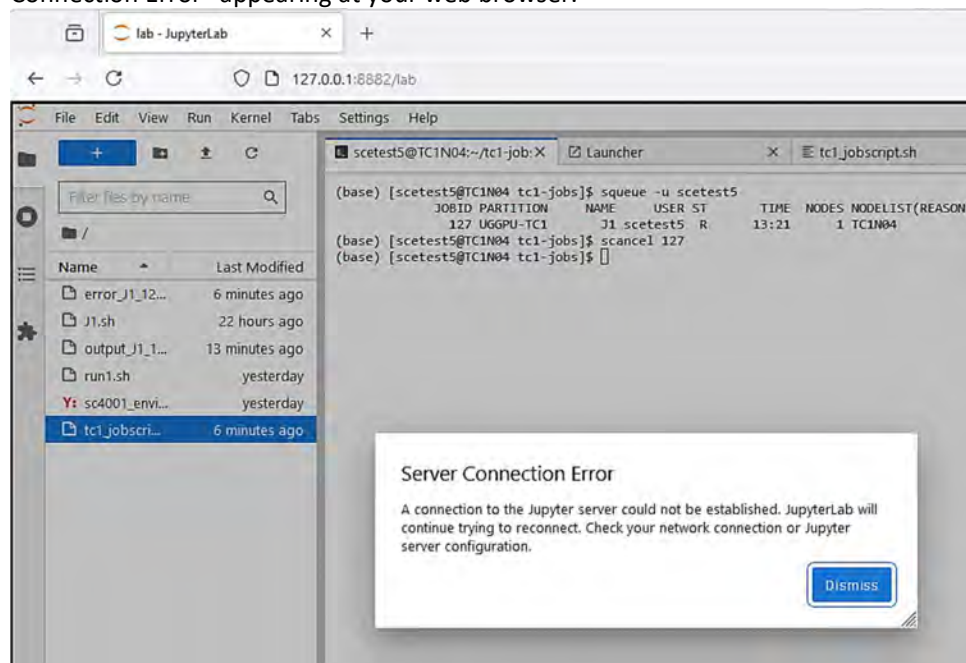 Connection Error" appearing at your web browser.
lab - JupyterLab
127.0.0.1:8882/lab
File Edit View Run Kernel Tabs Settings Help
scetest5@TC1N04:~/tc1-job: Launcher tc1_jobscript.sh
Filter files by name
/
Name Last Modified
error_J1_12... 6 minutes ago
J1.sh 22 hours ago
output_J1_1... 13 minutes ago
run1.sh yesterday
Y: sc4001_envi... yesterday
tc1_jobscri... 6 minutes ago
(base) [scetest5@TC1N04 tc1-jobs]$ squeue -u scetest5
JOBID PARTITION NAME USER ST TIME NODES NODELIST(REASON
127 UGGPU-TC1 J1 scetest5 R 13:21 1 TC1N04
(base) [scetest5@TC1N04 tc1-jobs]$ scancel 127
(base) [scetest5@TC1N04 tc1-jobs]$
Server Connection Error
A connection to the Jupyter server could not be established. JupyterLab will
continue trying to reconnect. Check your network connection or Jupyter
server configuration.
Dismiss